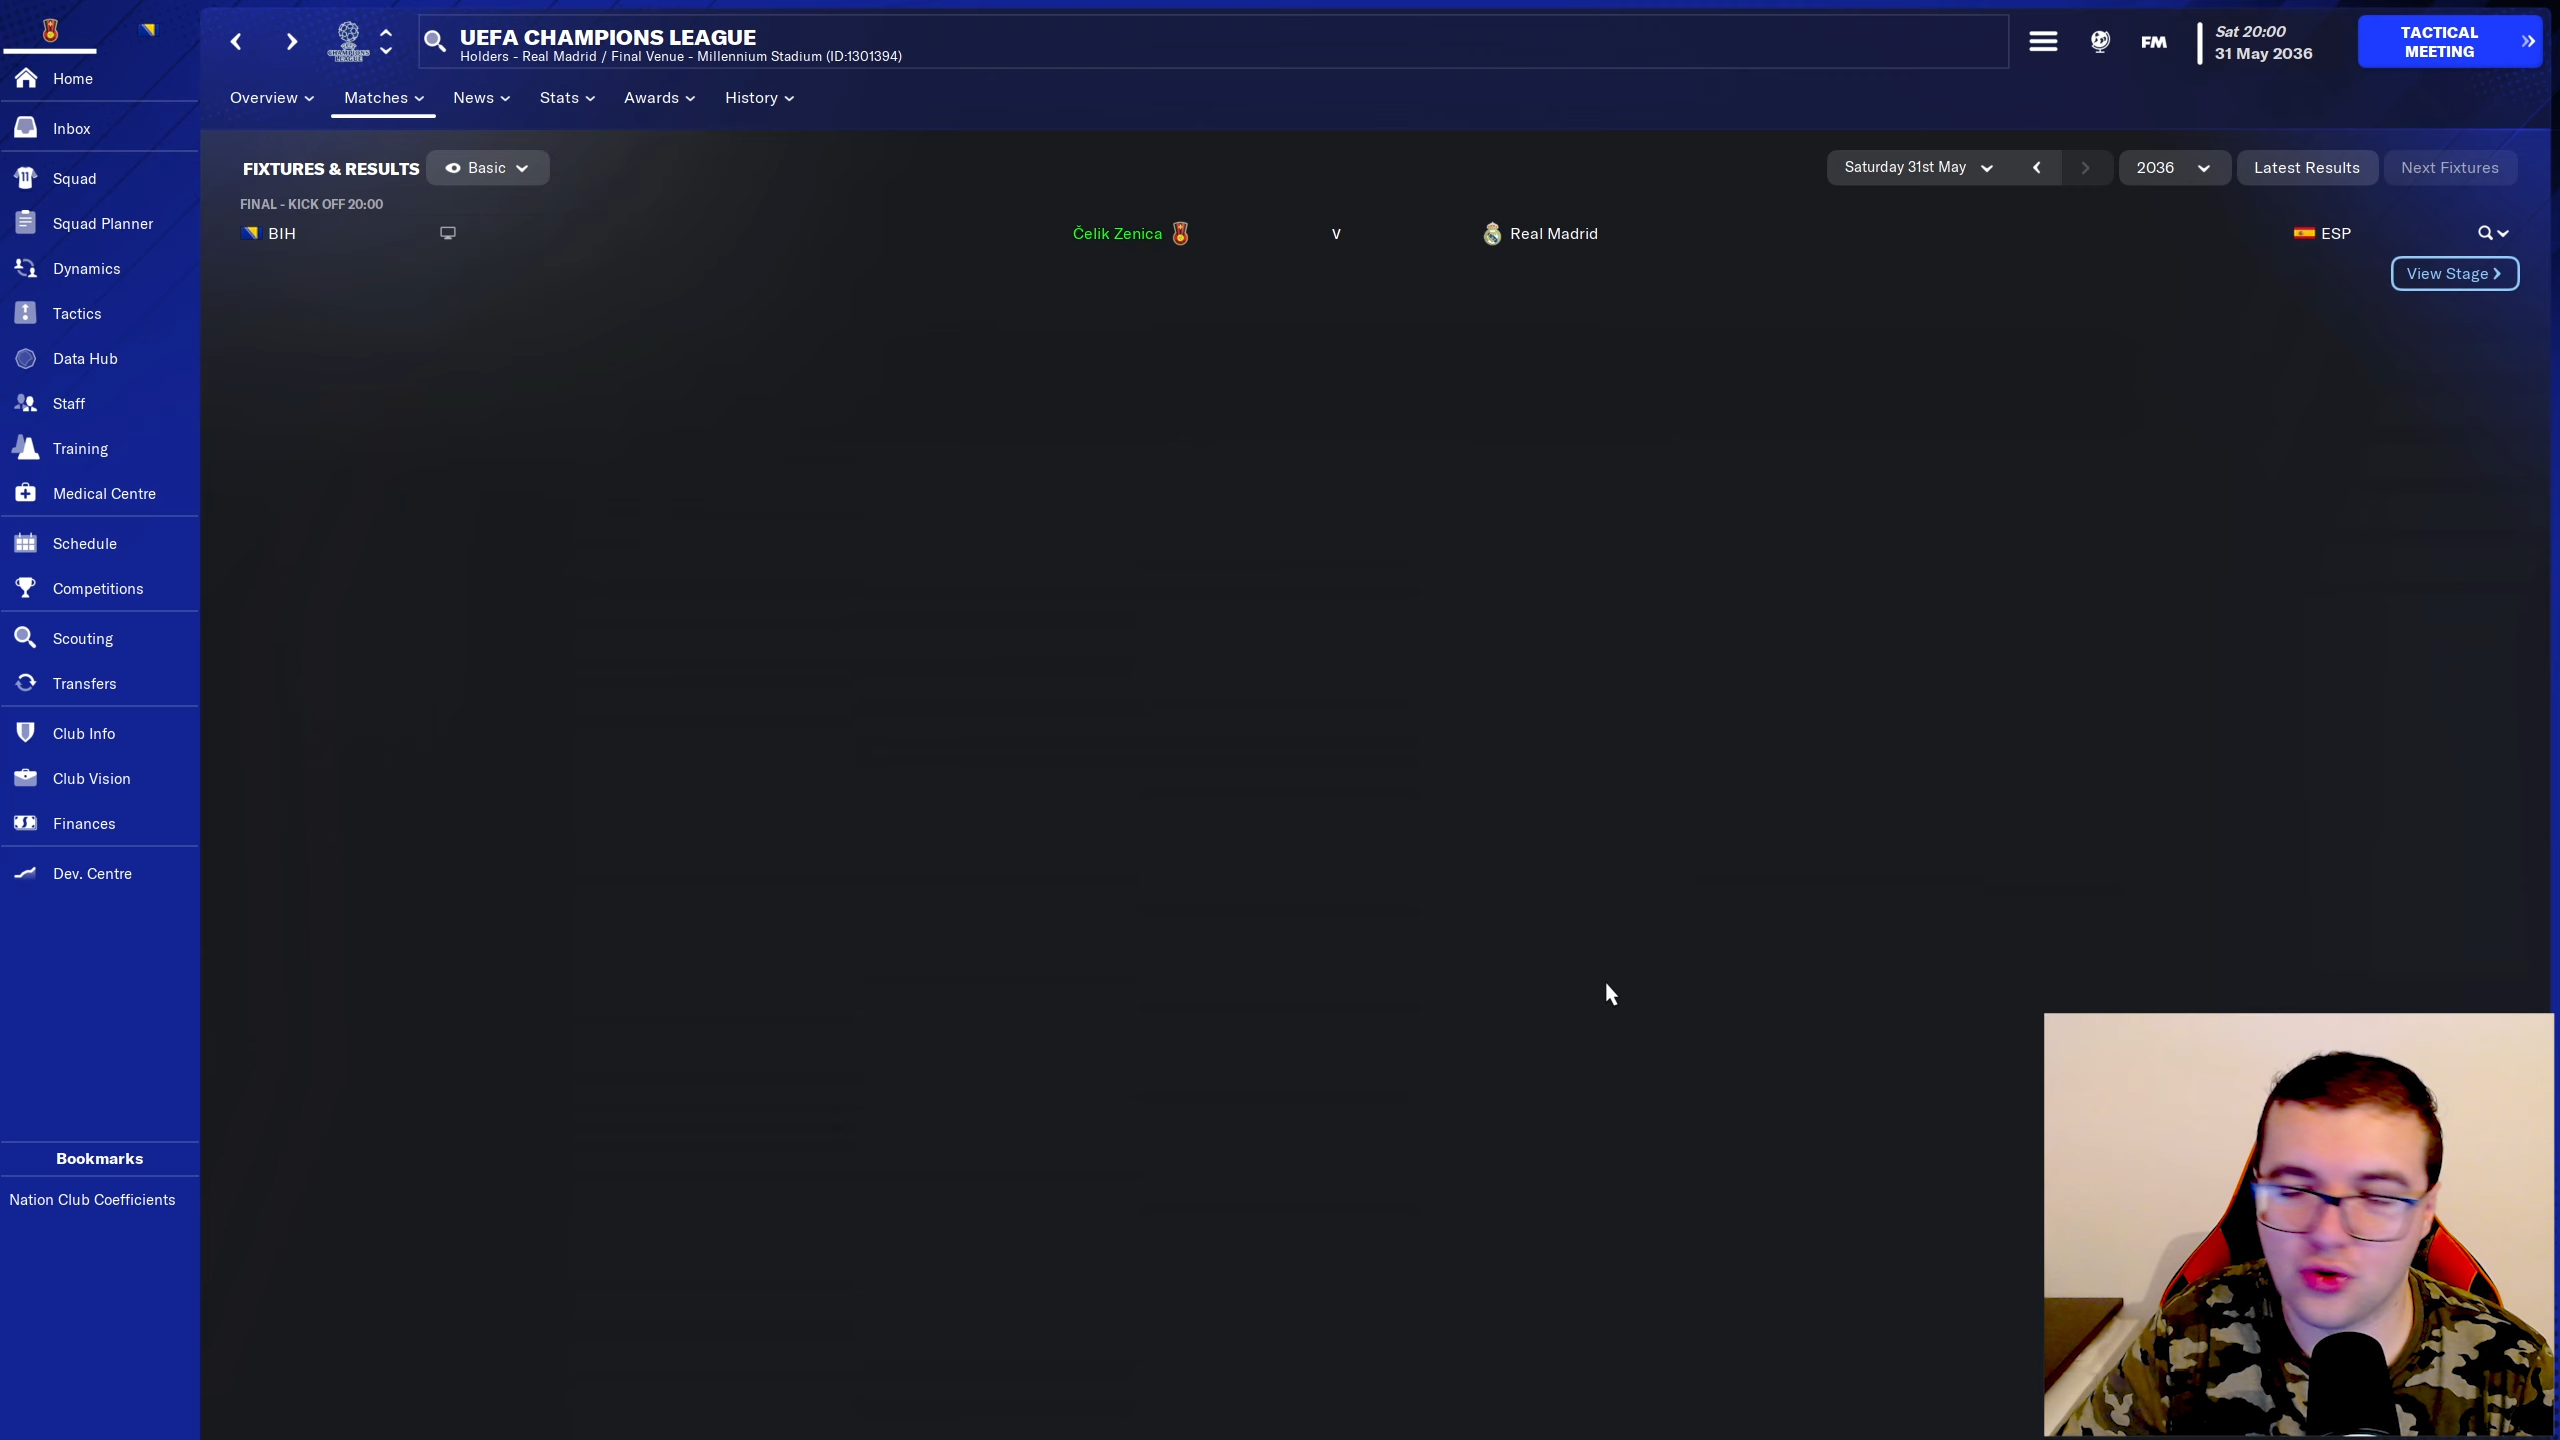 UEFA CHAMPIONS LEAGUE
Holders - Real Madrid / Final Venue - Millennium Stadium (ID:1301394)
FM
Sat 20:00
31 May 2036
TACTICAL
MEETING
Overview
Matches
News
Stats
Awards
History
Home
Inbox
Squad
Squad Planner
Dynamics
Tactics
Data Hub
Staff
Training
Medical Centre
Schedule
Competitions
Scouting
Transfers
Club Info
Club Vision
Finances
Dev. Centre
Bookmarks
Nation Club Coefficients
FIXTURES & RESULTS
Basic
Saturday 31st May
2036
Latest Results
Next Fixtures
FINAL - KICK OFF 20:00
BIH
Čelik Zenica
v
Real Madrid
ESP
View Stage